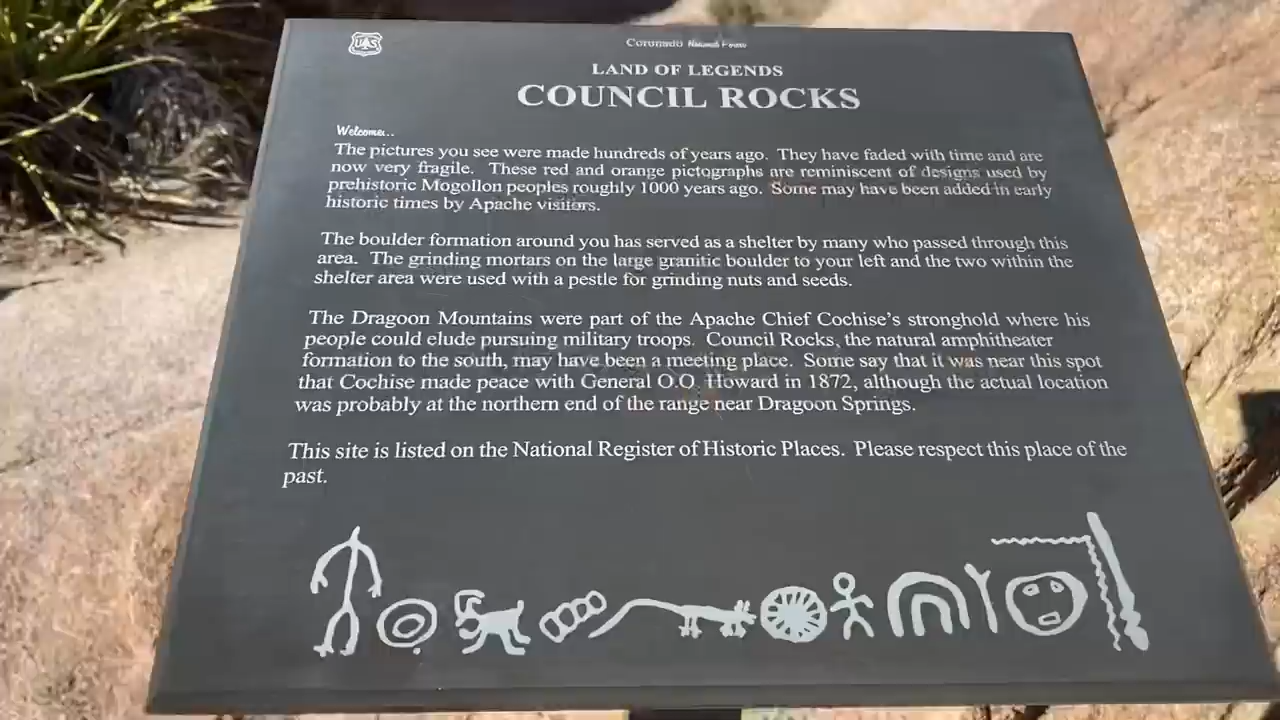 UAS
Coronado National Forest
LAND OF LEGENDS
COUNCIL ROCKS
Welcome...
The pictures you see were made hundreds of years ago. They have faded with time and are
now very fragile. These red and orange pictographs are reminiscent of designs used by
prehistoric Mogollon peoples roughly 1000 years ago. Some may have been added in early
historic times by Apache visitors.
The boulder formation around you has served as a shelter by many who passed through this
area. The grinding mortars on the large granitic boulder to your left and the two within the
shelter area were used with a pestle for grinding nuts and seeds.
The Dragoon Mountains were part of the Apache Chief Cochise's stronghold where his
people could elude pursuing military troops. Council Rocks, the natural amphitheater
formation to the south, may have been a meeting place. Some say that it was near this spot
that Cochise made peace with General O.O. Howard in 1872, although the actual location
was probably at the northern end of the range near Dragoon Springs.
This site is listed on the National Register of Historic Places. Please respect this place of the
past.